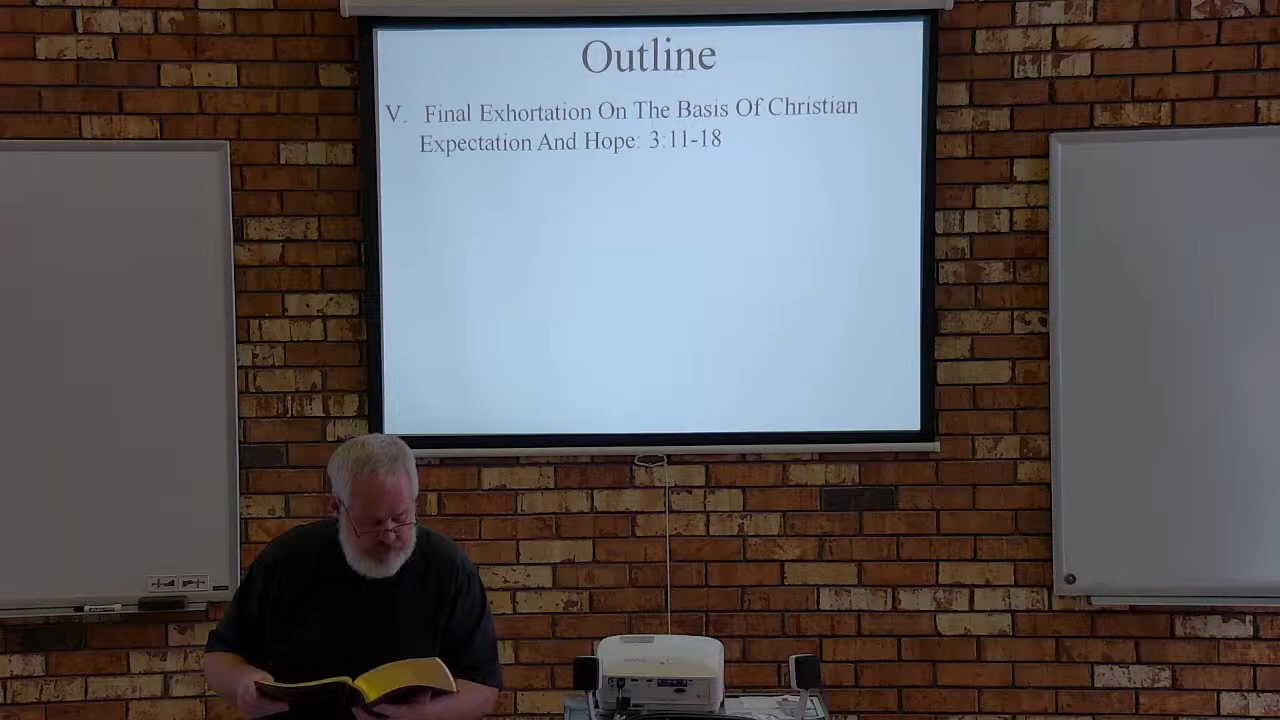 Outline
V. Final Exhortation On The Basis Of Christian
Expectation And Hope: 3:11-18